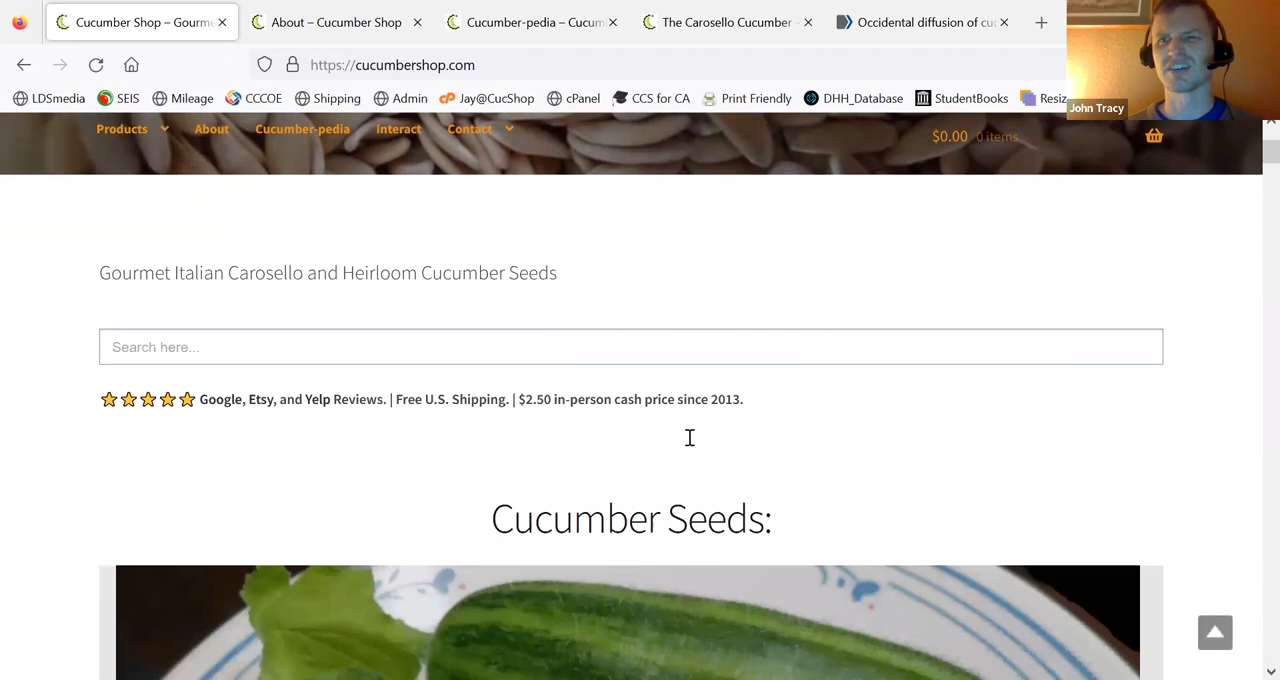 Cucumber Shop – Gourme
About – Cucumber Shop
Cucumber-pedia – Cucum
The Carosello Cucumber –
Occidental diffusion of cuc
https://cucumbershop.com
LDSmedia
SEIS
Mileage
CCCOE
Shipping
Admin
Jay@CucShop
cPanel
CCS for CA
Print Friendly
DHH_Database
StudentBooks
Resiz
John Tracy
Products
About
Cucumber-pedia
Interact
Contact
$0.00 0 items
Gourmet Italian Carosello and Heirloom Cucumber Seeds
Search here...
Google, Etsy, and Yelp Reviews. | Free U.S. Shipping. | $2.50 in-person cash price since 2013.
Cucumber Seeds: